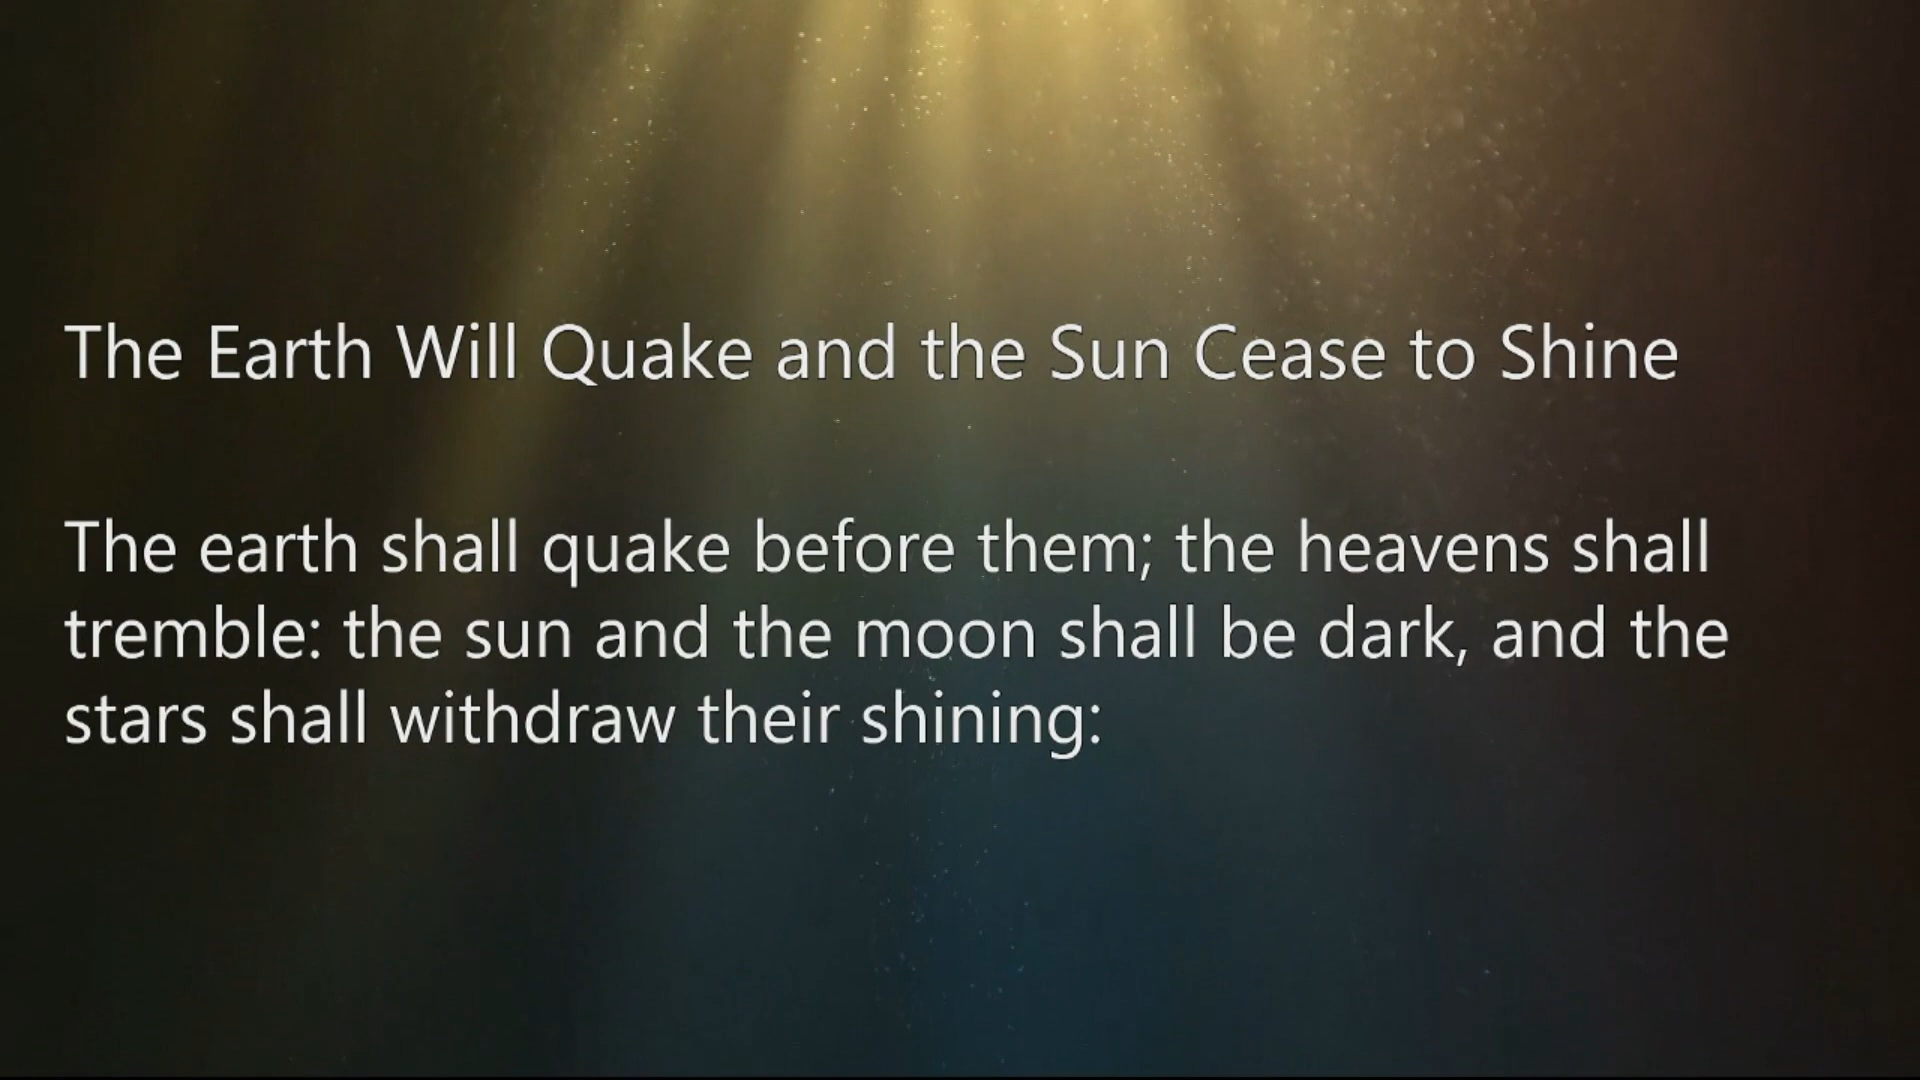 The Earth Will Quake and the Sun Cease to Shine
The earth shall quake before them; the heavens shall
tremble: the sun and the moon shall be dark, and the
stars shall withdraw their shining: